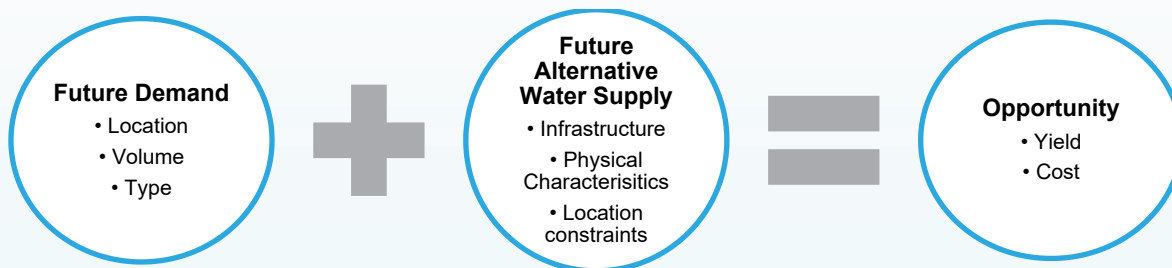 Future Demand
• Location
• Volume
• Type
Future
Alternative
Water Supply
• Infrastructure
• Physical
Characterisitics
• Location
constraints
Opportunity
• Yield
• Cost